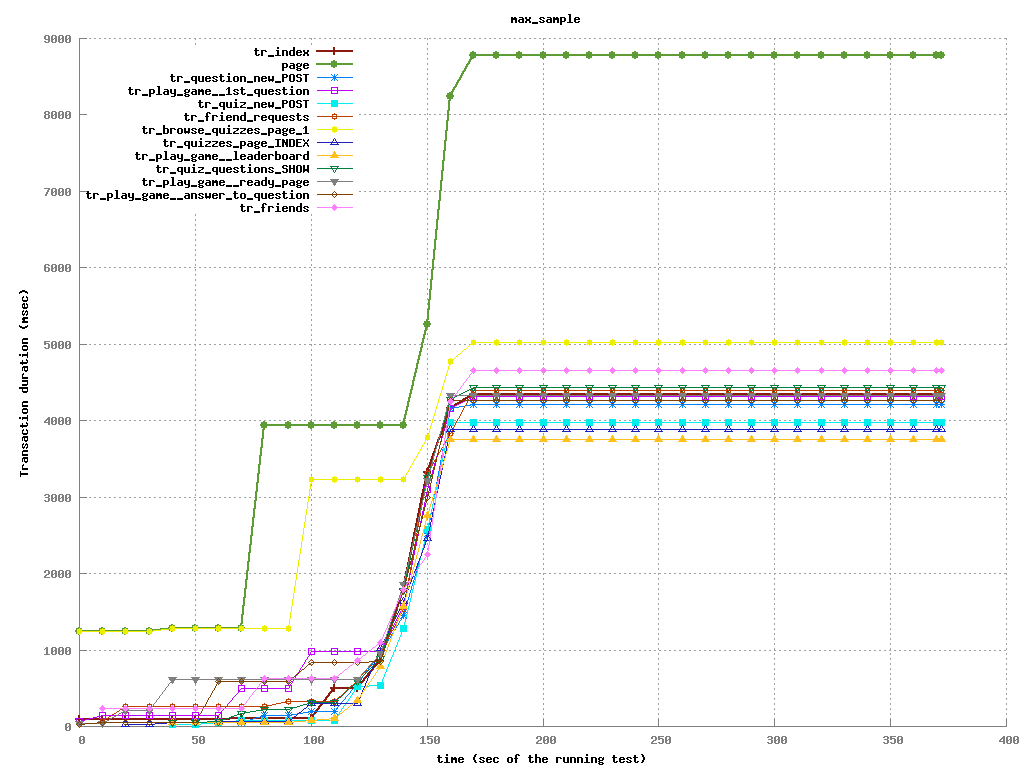 max_sample
9000
8000
7000
6000
5000
4000
3000
2000
1000
0
Transaction duration (msec)
tr_index
page
tr_question_new_POST
tr_play_game__1st_question
tr_quiz_new_POST
tr_friend_requests
tr_browse_quizzes_page_1
tr_quizzes_page_INDEX
tr_play_game__leaderboard
tr_quiz_questions_SHOW
tr_play_game__ready_page
tr_play_game__answer_to_question
tr_friends
0 50 100 150 200 250 300 350 400
time (sec of the running test)